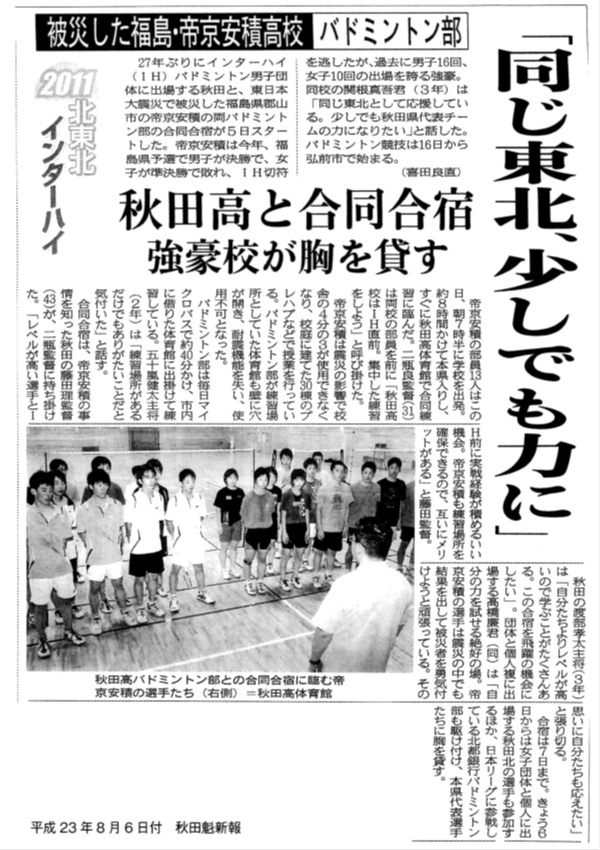 被災した福島・帝京安積高校 バドミントン部
「同じ東北、少しでも力に」
2011
北東北
インターハイ
27年ぶりにインターハイ
(IH)バドミントン男子団
体に出場する秋田と、東日本
大震災で被災した福島県郡山
市の帝京安積の両バドミント
ン部の合同合宿が5日スター
トした。帝京安積は今年、福
島県予選で男子が決勝で、女
子が準決勝で敗れ、IH切符
を逃したが、過去に男子16回、
女子10回の出場を誇る強豪。
同校の関根真吾君(3年)は
「同じ東北として応援してい
る。少しでも秋田県代表チー
ムの力になりたい」と話した。
バドミントン競技は16日から
弘前市で始まる。
(喜田良直)
秋田高と合同合宿
強豪校が胸を貸す
帝京安積の部員13人はこの
日、朝7時半に学校を出発。
約8時間かけて本県入りし、
すぐに秋田高体育館で合同練
習に臨んだ。二瓶良監督(31)
は両校の部員を前に「秋田高
校はIH直前。集中した練習
をしよう」と呼び掛けた。
帝京安積は震災の影響で校
舎の4分の3が使用できなく
なり、校庭に建てた30棟のプ
レハブなどで授業を行ってい
る。バドミントン部が練習場
所としていた体育館も壁に穴
が開き、耐震機能を失い、使
用不可となった。
バドミントン部は毎日マイ
クロバスで約40分かけ、市内
に借りた体育館に出掛けて練
習している。五十嵐健太主将
(2年)は「練習場所がある
だけでもありがたいことだと
気付いた」と話す。
合同合宿は、帝京安積の事
情を知った秋田の藤田理監督
(43)が、二瓶監督に持ち掛け
た。「レベルが高い選手とI
H前に実戦経験が積めるいい
機会。帝京安積も練習場所を
確保できるので、互いにメリ
ットがある」と藤田監督。
秋田の渡部孝太主将(3年)
は「自分たちよりレベルが高
いので学ぶことがたくさんあ
る。この合宿を飛躍の機会に
したい」。団体と個人複に出
場する高橋廉君(同)は「自
分の力を試せる絶好の場。帝
京安積の選手は震災の中でも
結果を出して被災者を勇気付
けようと頑張っている。その
思いに自分たちも応えたい」
と張り切る。
合宿は7日まで。きょう6
日からは女子団体と個人に出
場する秋田北の選手も参加す
るほか、日本リーグに参戦し
ている北都銀行バドミントン
部も駆け付け、本県代表選手
たちに胸を貸す。
秋田高バドミントン部との合同合宿に臨む帝
京安積の選手たち(右側)=秋田高体育館
平成23年8月6日付 秋田魁新報